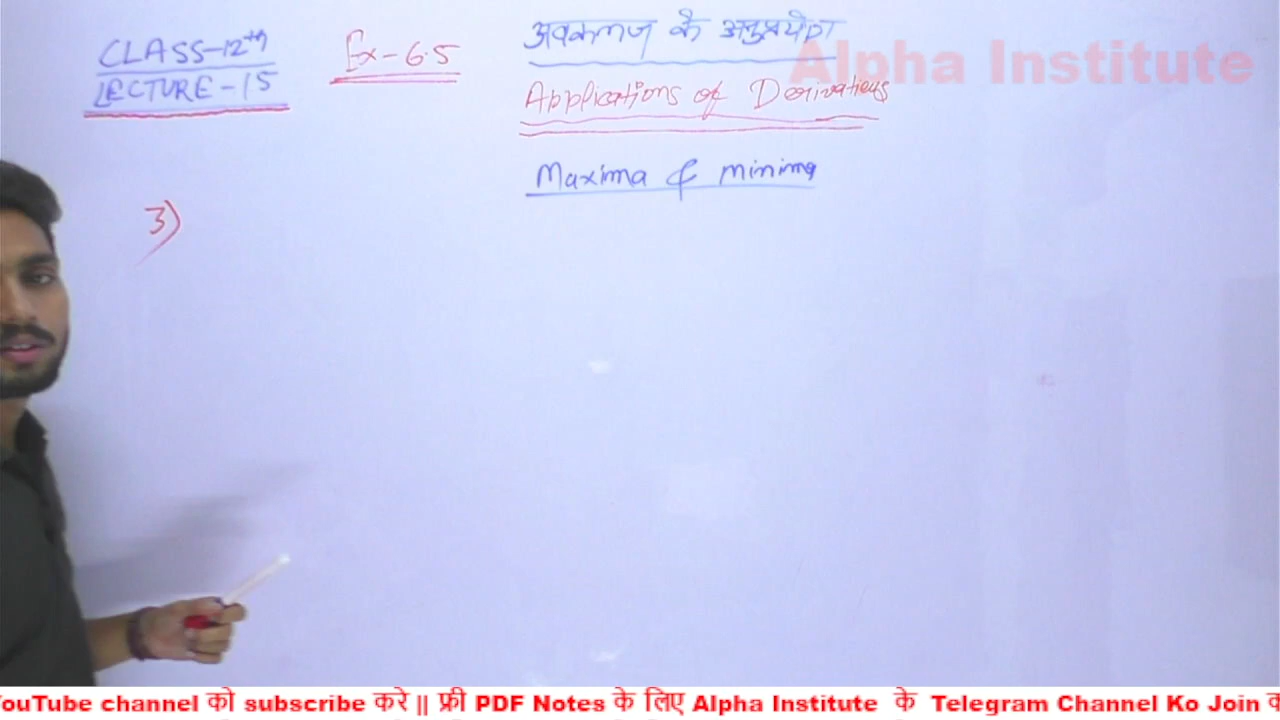 CLASS-12th
LECTURE-15
Ex-6.5
अवकलज के अनुप्रयोग
Alpha Institute
Applications of Derivatives
Maxima & minima
3)
YouTube channel को subscribe करे || फ्री PDF Notes के लिए Alpha Institute के Telegram Channel Ko Join